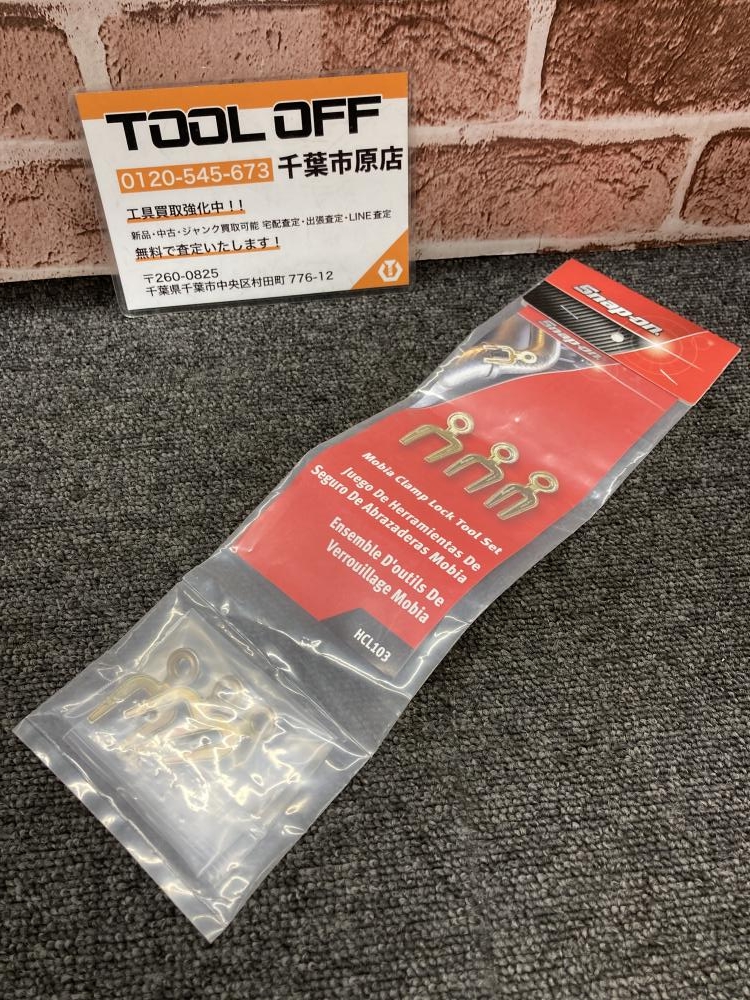 TOOL OFF
0120-545-673 千葉市原店
工具買取強化中！！
新品・中古・ジャンク買取可能 宅配査定・出張査定・LINE査定
無料で査定いたします！
〒260-0825
千葉県千葉市中央区村田町 776-12
Snap-on
Snap-on
Mobia Clamp Lock Tool Set
Juego De Herramientas De
Seguro De Abrazaderas Mobia
Ensemble D'outils De
Verrouillage Mobia
HCL103